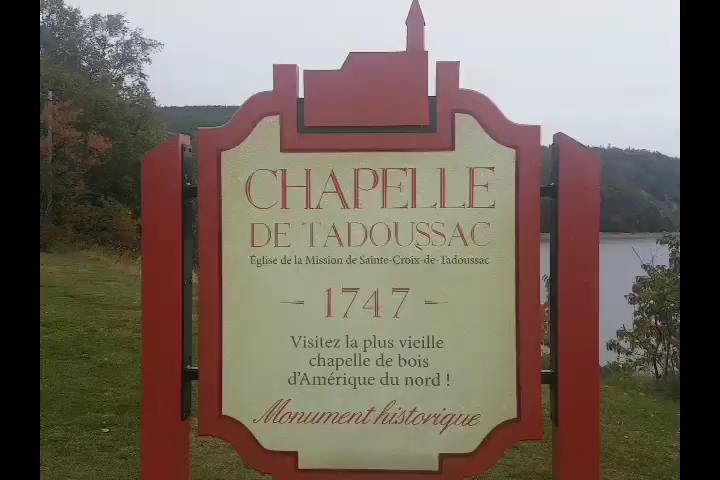 CHAPELLE
DE TADOUSSAC
Église de la Mission de Sainte-Croix-de-Tadoussac
1747
Visitez la plus vieille
chapelle de bois
d'Amérique du nord !
Monument historique